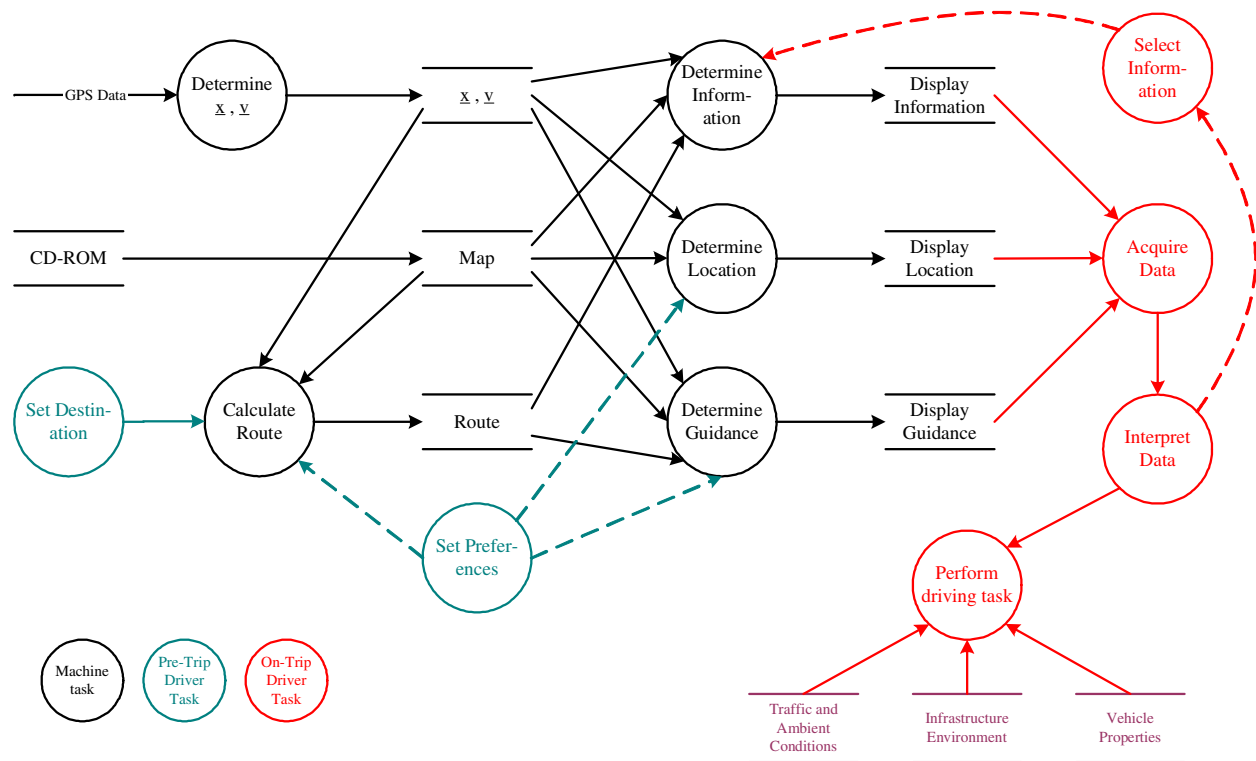 GPS Data
Determine
x , v
x , v
Determine
Inform-
ation
Display
Information
Select
Inform-
ation
CD-ROM
Map
Determine
Location
Display
Location
Acquire
Data
Set Destin-
ation
Calculate
Route
Route
Determine
Guidance
Display
Guidance
Interpret
Data
Set Prefer-
ences
Perform
driving task
Machine
task
Pre-Trip
Driver
Task
On-Trip
Driver
Task
Traffic and
Ambient
Conditions
Infrastructure
Environment
Vehicle
Properties